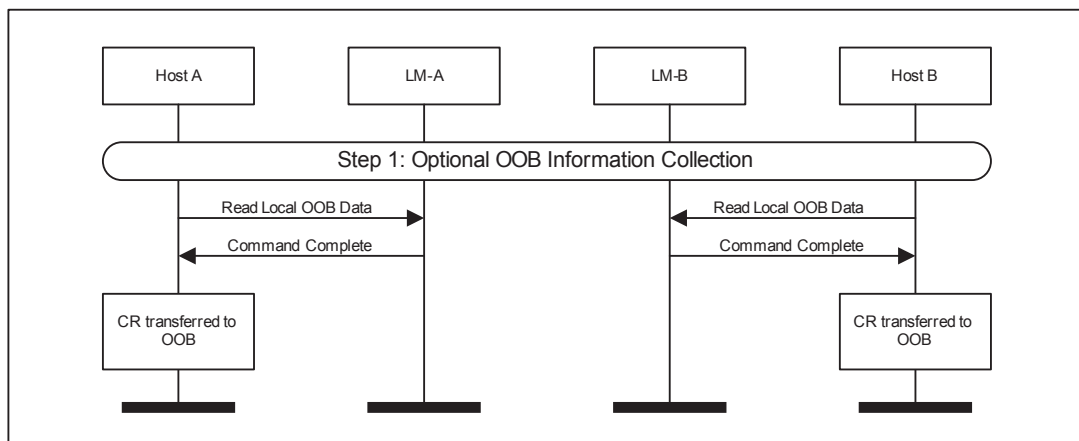 Host A
LM-A
LM-B
Host B
Step 1: Optional OOB Information Collection
Read Local OOB Data
Read Local OOB Data
Command Complete
Command Complete
CR transferred to
OOB
CR transferred to
OOB